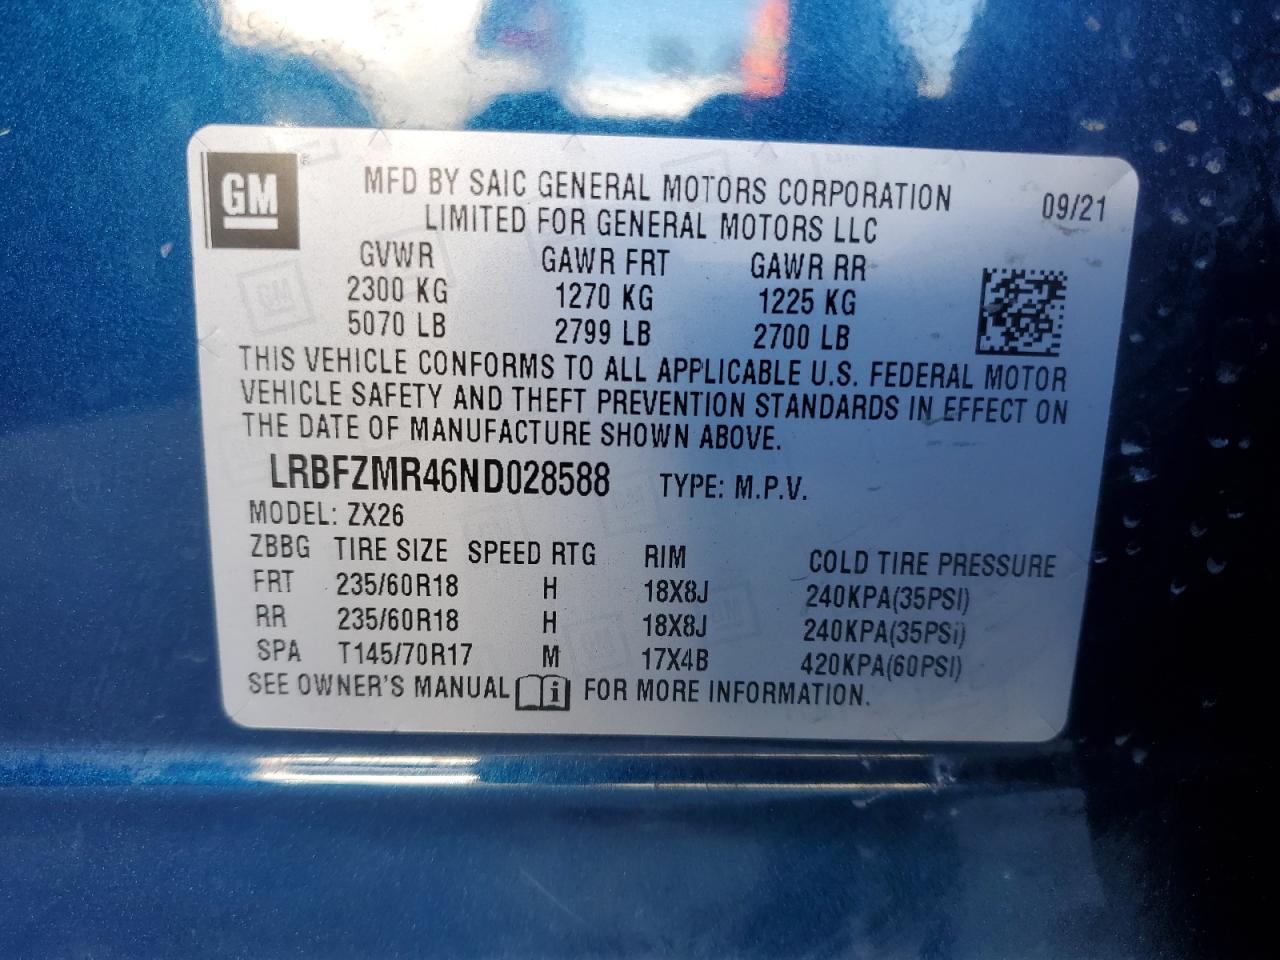 GM
MFD BY SAIC GENERAL MOTORS CORPORATION 09/21
LIMITED FOR GENERAL MOTORS LLC
GVWR GAWR FRT GAWR RR
2300 KG 1270 KG 1225 KG
5070 LB 2799 LB 2700 LB
THIS VEHICLE CONFORMS TO ALL APPLICABLE U.S. FEDERAL MOTOR
VEHICLE SAFETY AND THEFT PREVENTION STANDARDS IN EFFECT ON
THE DATE OF MANUFACTURE SHOWN ABOVE.
LRBFZMR46ND028588 TYPE: M.P.V.
MODEL: ZX26
ZBBG TIRE SIZE SPEED RTG RIM COLD TIRE PRESSURE
FRT 235/60R18 H 18X8J 240KPA(35PSI)
RR 235/60R18 H 18X8J 240KPA(35PSi)
SPA T145/70R17 M 17X4B 420KPA(60PSI)
SEE OWNER'S MANUAL i FOR MORE INFORMATION.